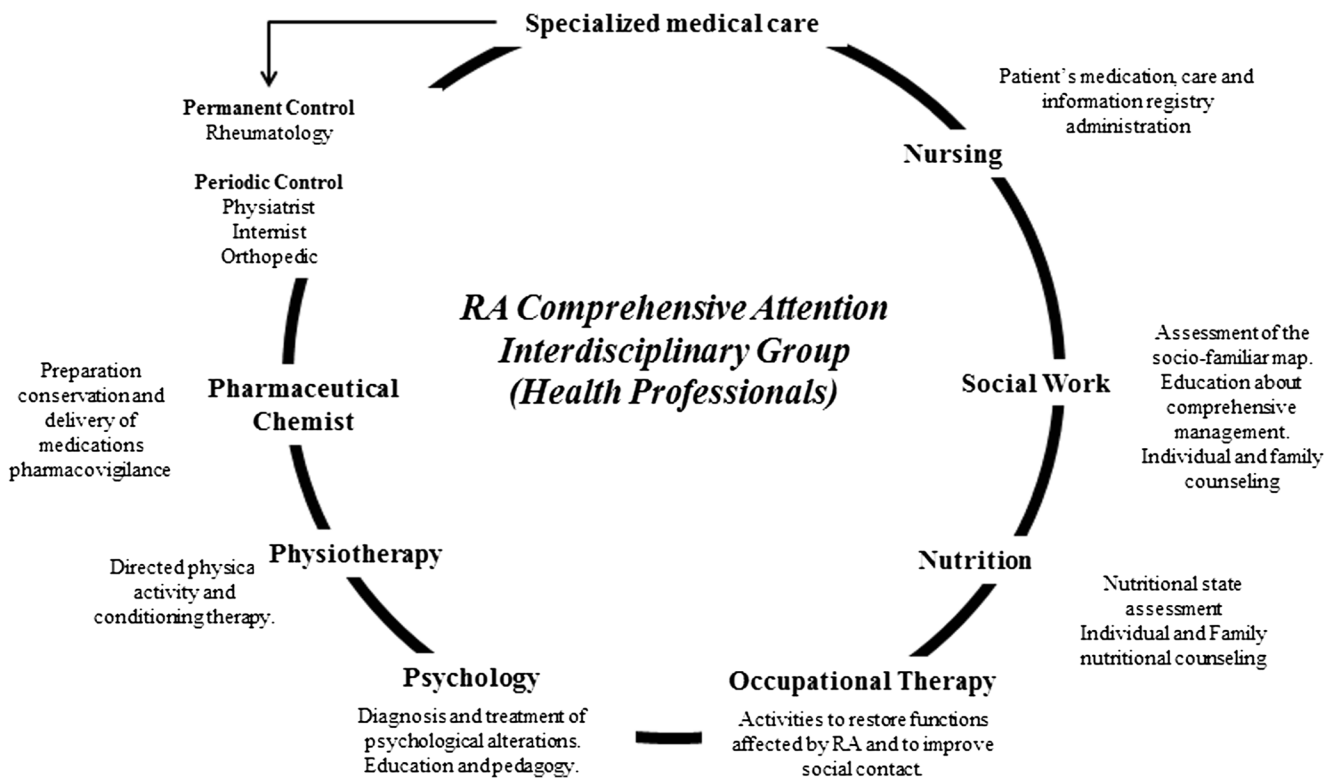 Specialized medical care
Permanent Control
Rheumatology
Periodic Control
Physiatrist
Internist
Orthopedic
Patient's medication, care and
information registry
administration
Nursing
RA Comprehensive Attention
Interdisciplinary Group
(Health Professionals)
Assessment of the
socio-familiar map.
Education about
comprehensive
management.
Individual and family
counseling
Social Work
Preparation
conservation and
delivery of
medications
pharmacovigilance
Pharmaceutical
Chemist
Physiotherapy
Directed physica
activity and
conditioning therapy.
Nutrition
Nutritional state
assessment
Individual and Family
nutritional counseling
Psychology
Diagnosis and treatment of
psychological alterations.
Education and pedagogy.
Occupational Therapy
Activities to restore functions
affected by RA and to improve
social contact.